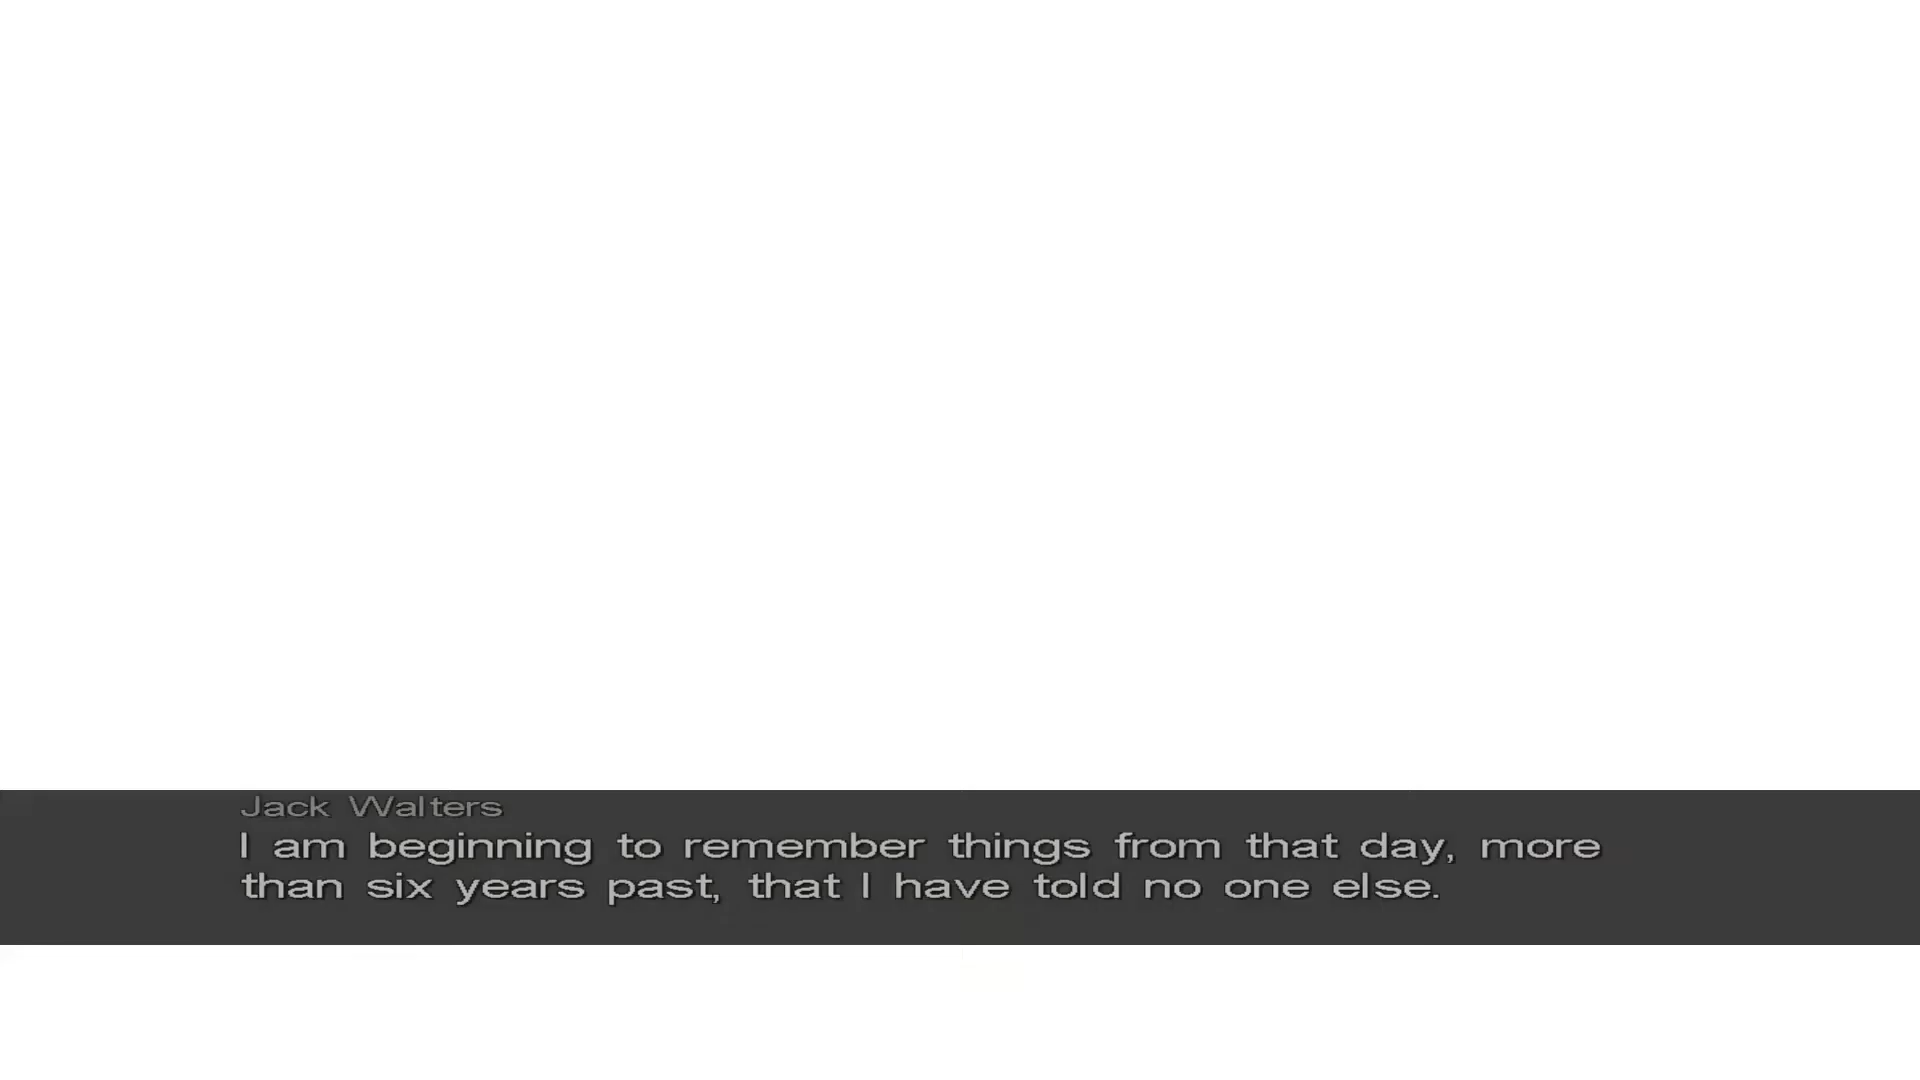 Jack Walters
I am beginning to remember things from that day, more
than six years past, that I have told no one else.